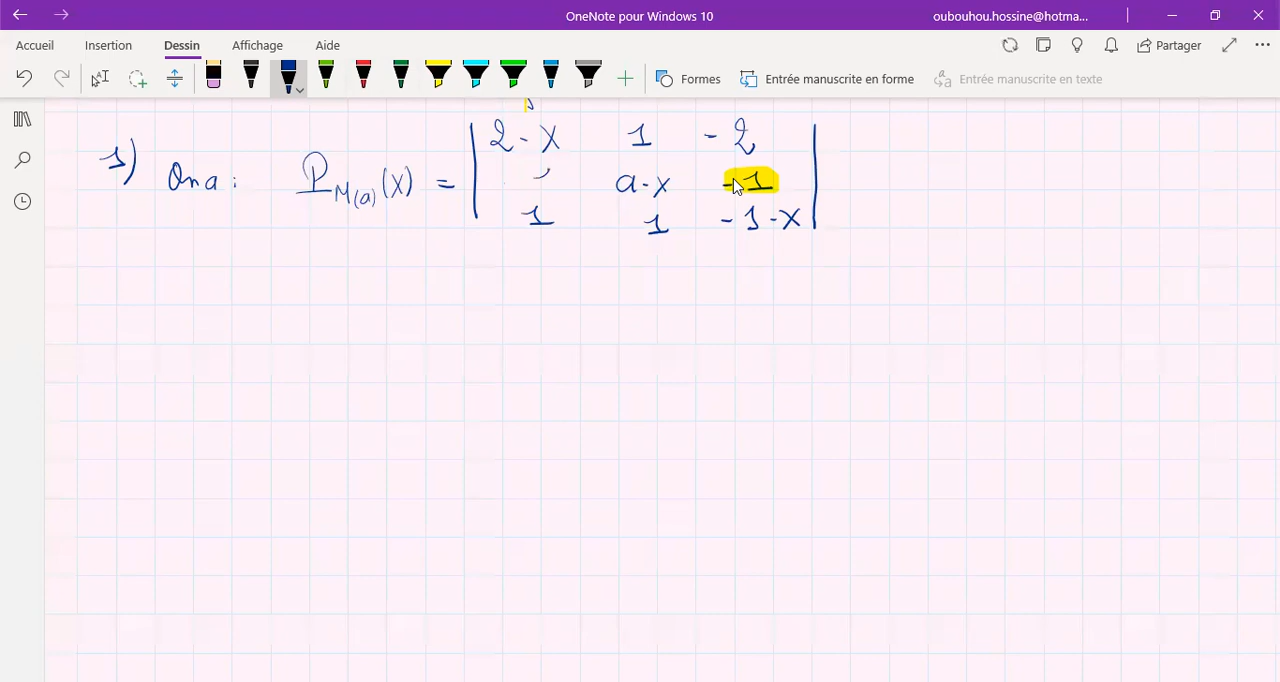 OneNote pour Windows 10
oubouhou.hossine@hotma...
Accueil Insertion Dessin Affichage Aide
Partager
Formes Entrée manuscrite en forme Entrée manuscrite en texte
2-X 1 -2
1) On a : P_M(a)(X) =
a-X -1
1 1 -1-X